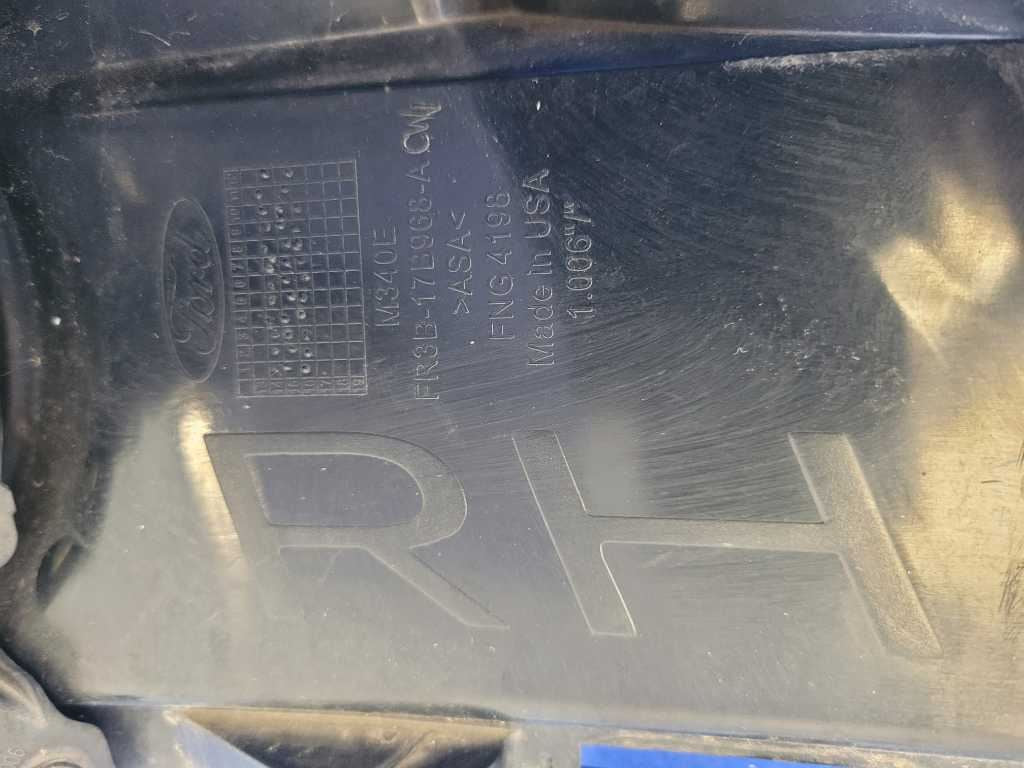 Ford
M340E
FR3B-17B968-ACW
>ASA<
FNG 4198
Made In USA
1.006"/"
RH